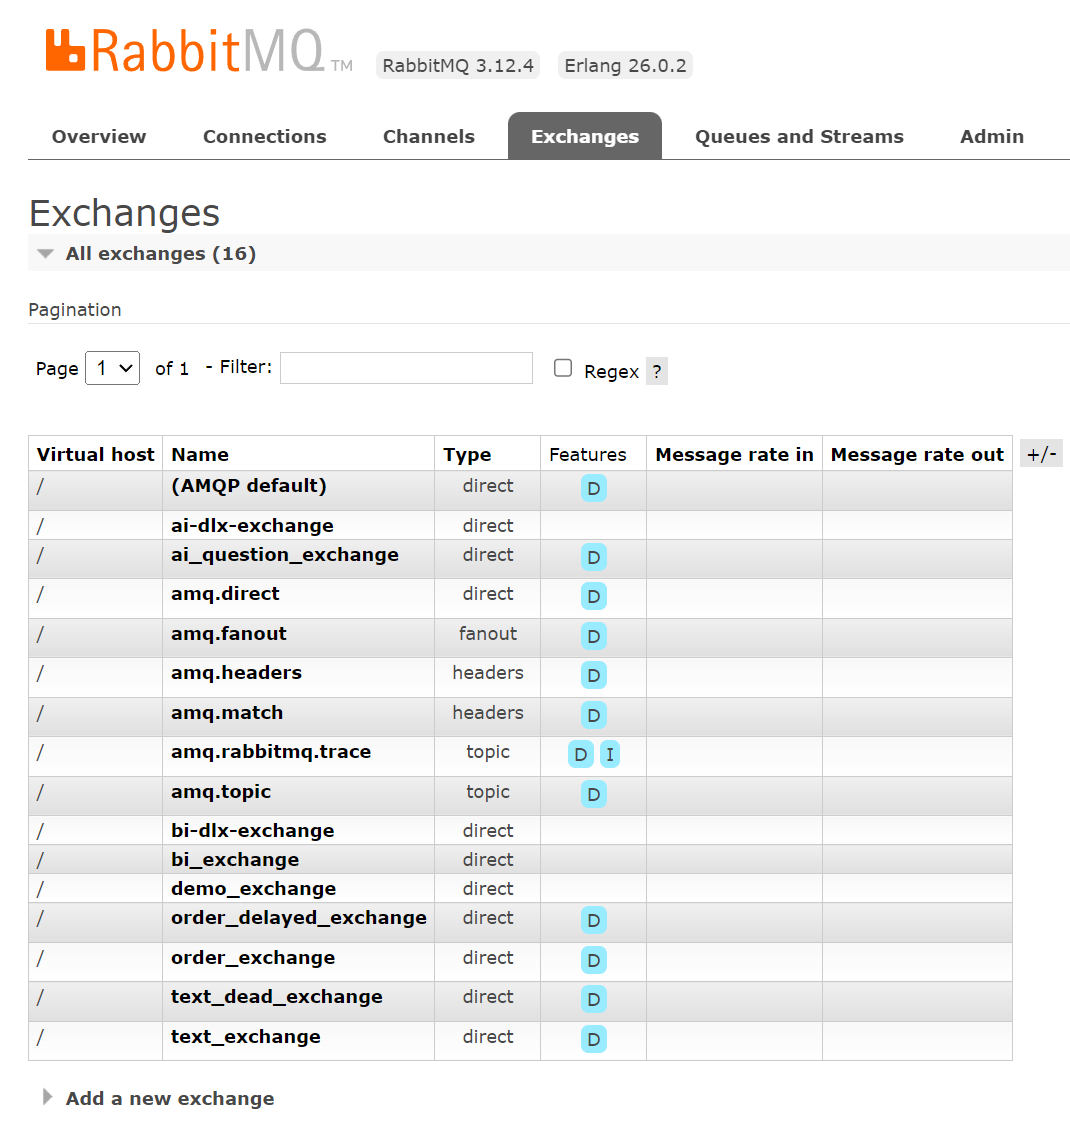 RabbitMQ TM RabbitMQ 3.12.4 Erlang 26.0.2
Overview Connections Channels Exchanges Queues and Streams Admin
Exchanges
All exchanges (16)
Pagination
Page 1 of 1 - Filter: Regex ?
Virtual host Name Type Features Message rate in Message rate out +/-
/ (AMQP default) direct D
/ ai-dlx-exchange direct
/ ai_question_exchange direct D
/ amq.direct direct D
/ amq.fanout fanout D
/ amq.headers headers D
/ amq.match headers D
/ amq.rabbitmq.trace topic D I
/ amq.topic topic D
/ bi-dlx-exchange direct
/ bi_exchange direct
/ demo_exchange direct
/ order_delayed_exchange direct D
/ order_exchange direct D
/ text_dead_exchange direct D
/ text_exchange direct D
Add a new exchange